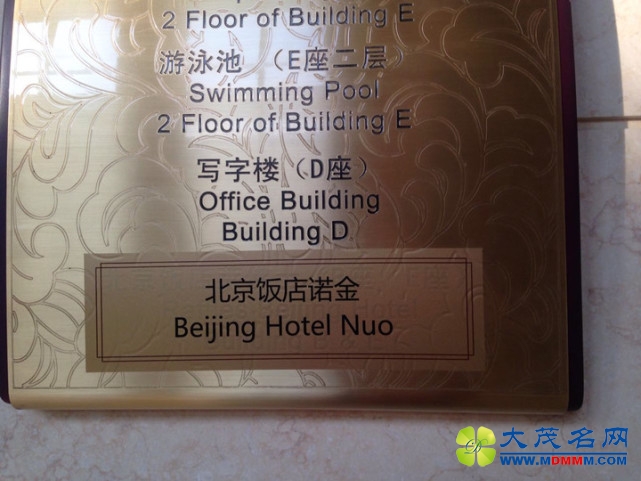 2 Floor of Building E
游泳池 （E座二层）
Swimming Pool
2 Floor of Building E
写字楼（D座）
Office Building
Building D
北京饭店诺金
Beijing Hotel Nuo
大茂名网
WWW.MDMMM.COM